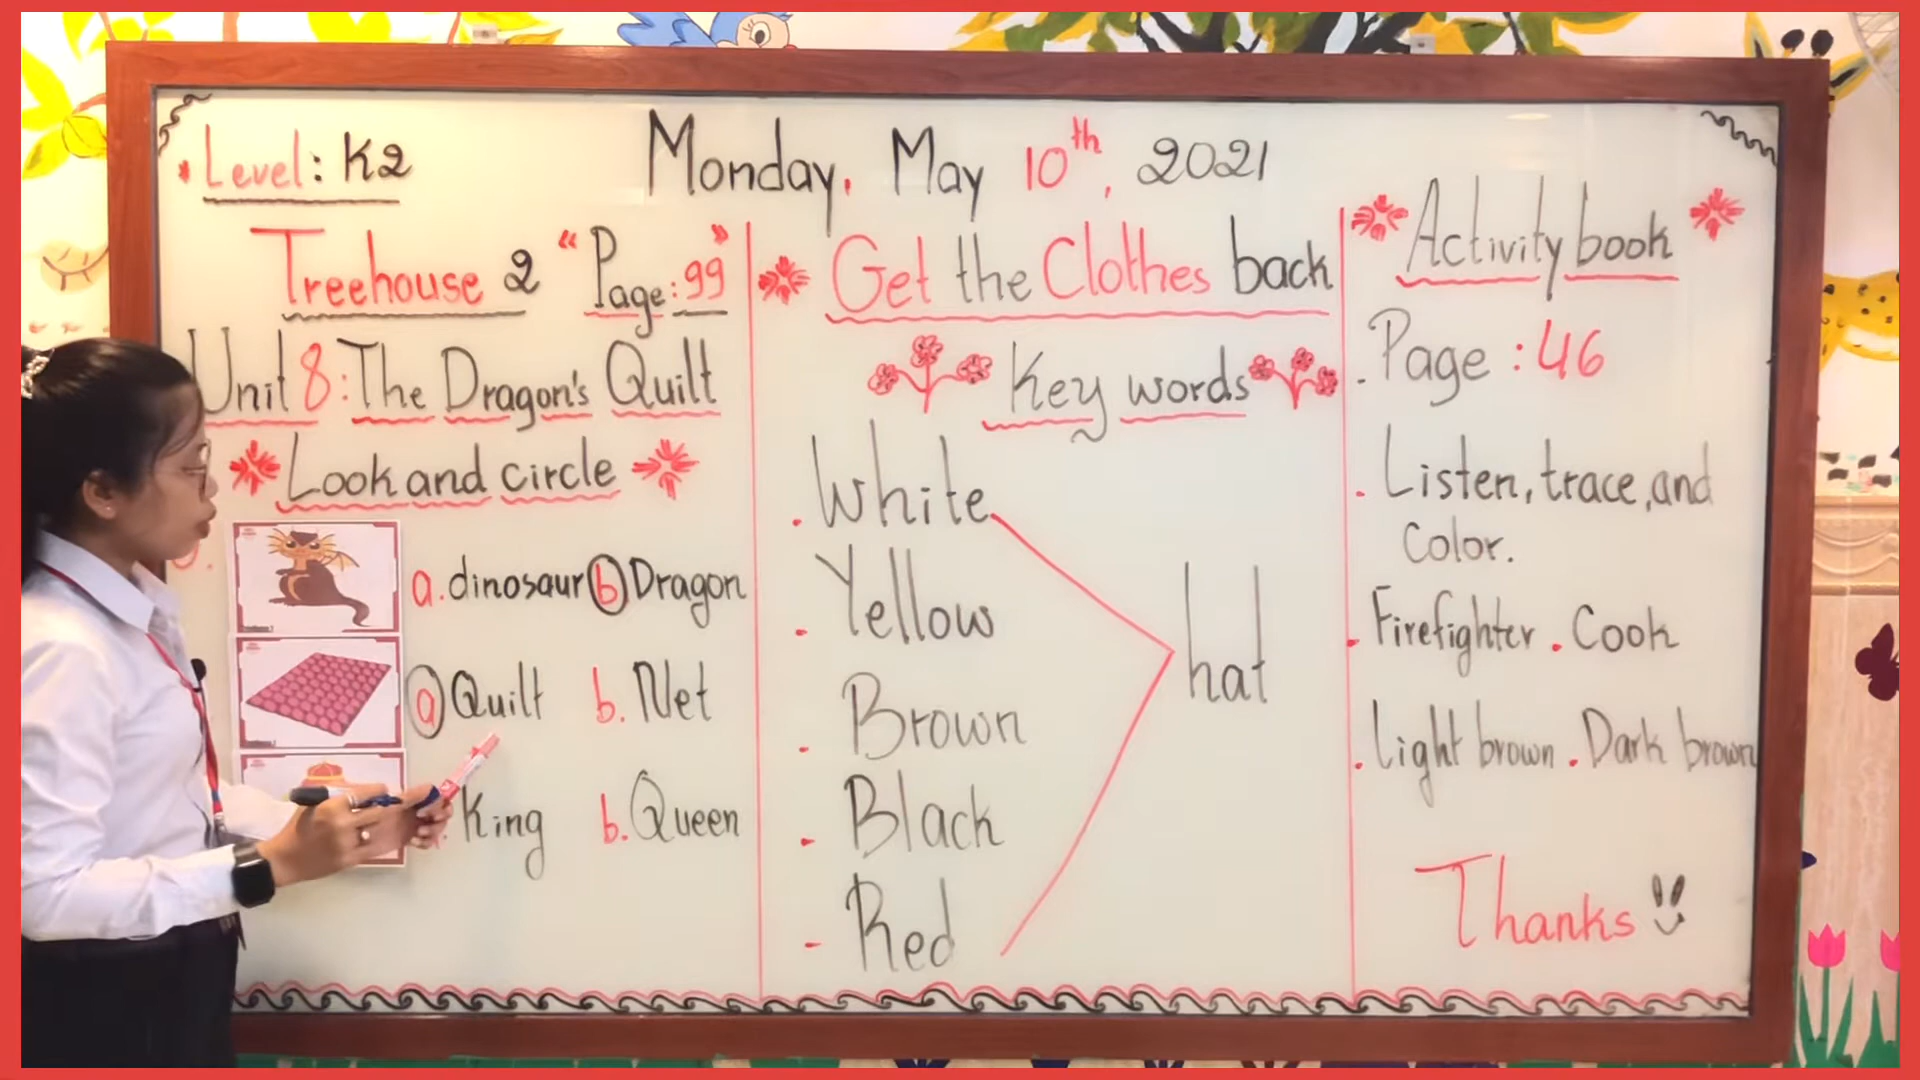 Level: K2
Monday, May 10th, 2021
Treehouse 2 "Page: 99"
Unit 8: The Dragon's Quilt
Look and circle
a. dinosaur b Dragon
a Quilt b. Net
King b. Queen
Get the Clothes back
Key words
. White
. Yellow
- Brown
- Black
- Red
hat
Activity book
. Page : 46
. Listen, trace, and
Color.
. Firefighter . Cook
. Light brown . Dark brown
Thanks